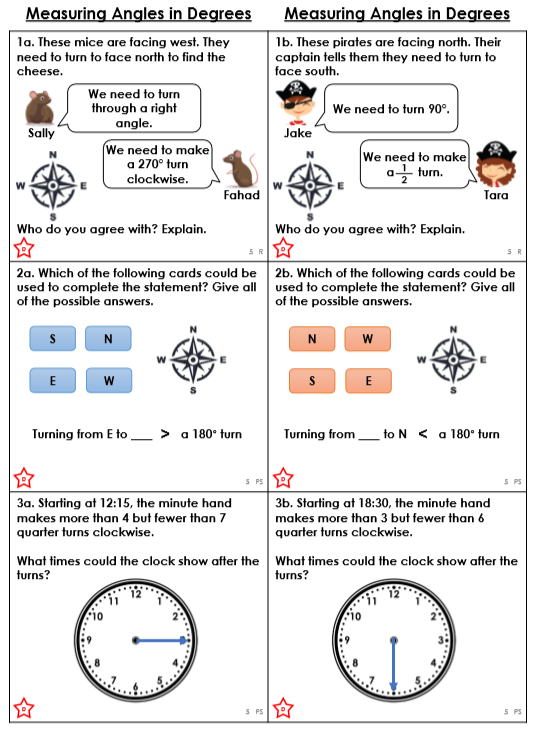 Measuring Angles in Degrees
1a. These mice are facing west. They
need to turn to face north to find the
cheese.
We need to turn
through a right
angle.
Sally
We need to make
a 270° turn
clockwise.
Fahad
N
W
E
S
Who do you agree with? Explain.
D
S R
Measuring Angles in Degrees
1b. These pirates are facing north. Their
captain tells them they need to turn to
face south.
We need to turn 90°.
Jake
We need to make
a 1/2 turn.
Tara
N
W
E
S
Who do you agree with? Explain.
D
S R
2a. Which of the following cards could be
used to complete the statement? Give all
of the possible answers.
S N
E W
N
W
E
S
Turning from E to ___ > a 180° turn
D
S PS
2b. Which of the following cards could be
used to complete the statement? Give all
of the possible answers.
N W
S E
N
W
E
S
Turning from ___ to N < a 180° turn
D
S PS
3a. Starting at 12:15, the minute hand
makes more than 4 but fewer than 7
quarter turns clockwise.
What times could the clock show after the
turns?
12
11
1
10
2
9
8
4
7
5
6
D
S PS
3b. Starting at 18:30, the minute hand
makes more than 3 but fewer than 6
quarter turns clockwise.
What times could the clock show after the
turns?
12
11
1
10
2
9
3
8
4
7
5
D
S PS